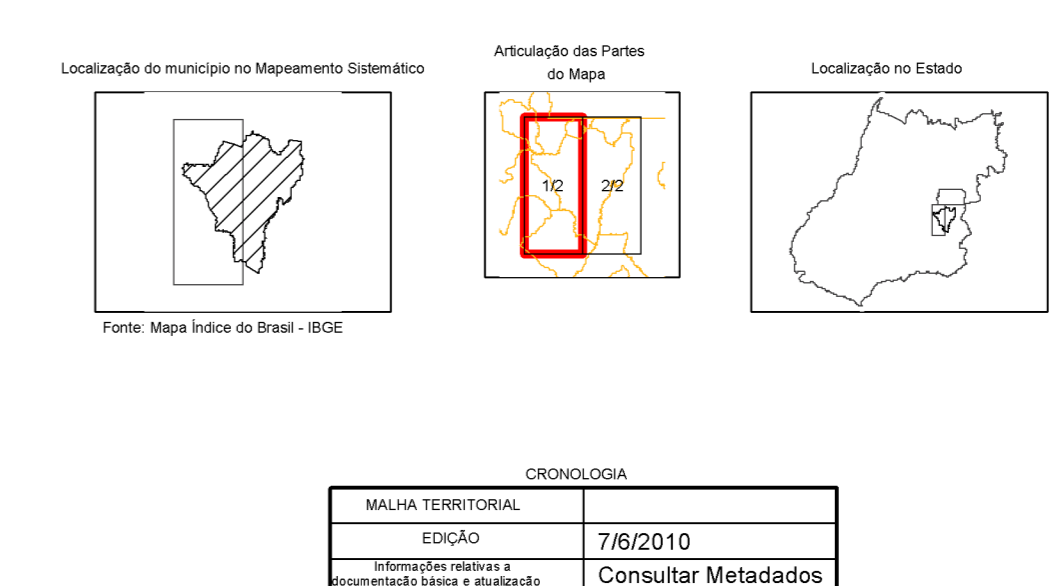 Localização do município no Mapeamento Sistemático
Fonte: Mapa Índice do Brasil - IBGE
Articulação das Partes
do Mapa
1/2 2/2
Localização no Estado
CRONOLOGIA
MALHA TERRITORIAL
EDIÇÃO 7/6/2010
Informações relativas a
documentação básica e atualização
Consultar Metadados